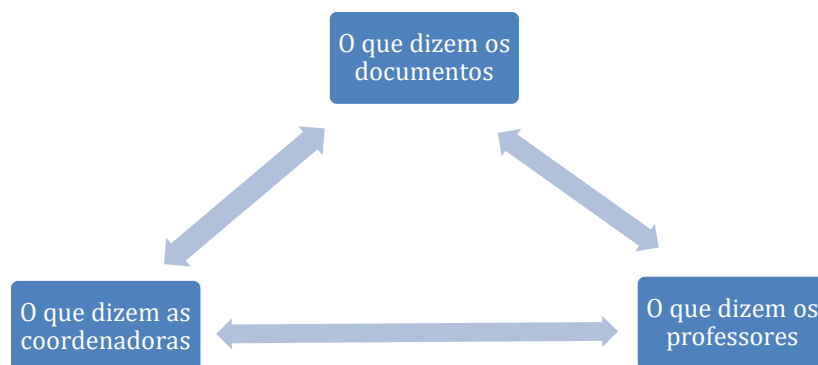 O que dizem os
documentos
O que dizem as
coordenadoras
O que dizem os
professores